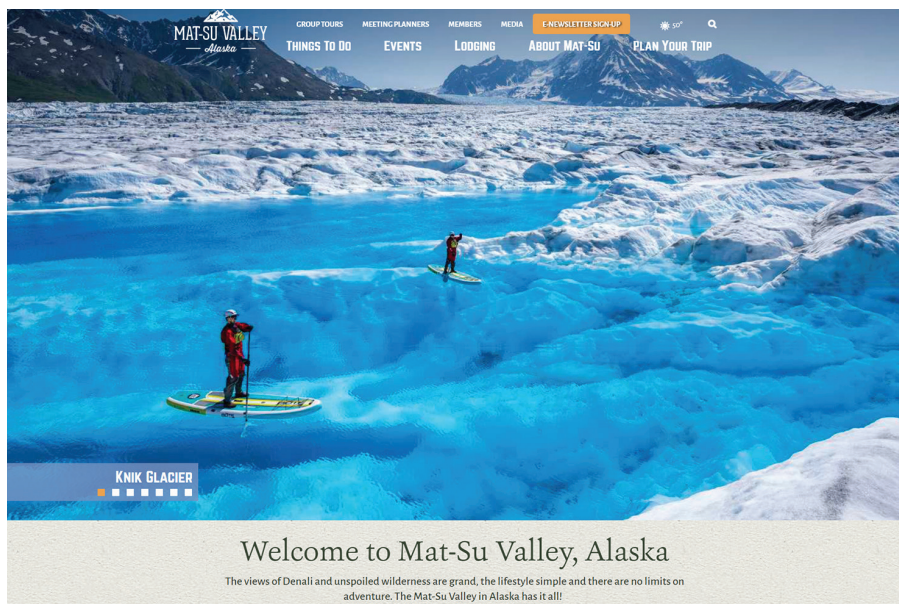 GROUP TOURS MEETING PLANNERS MEMBERS MEDIA E-NEWSLETTER SIGN-UP 50°
MAT-SU VALLEY
Alaska
THINGS TO DO EVENTS LODGING ABOUT MAT-SU PLAN YOUR TRIP
KNIK GLACIER
Welcome to Mat-Su Valley, Alaska
The views of Denali and unspoiled wilderness are grand, the lifestyle simple and there are no limits on
adventure. The Mat-Su Valley in Alaska has it all!